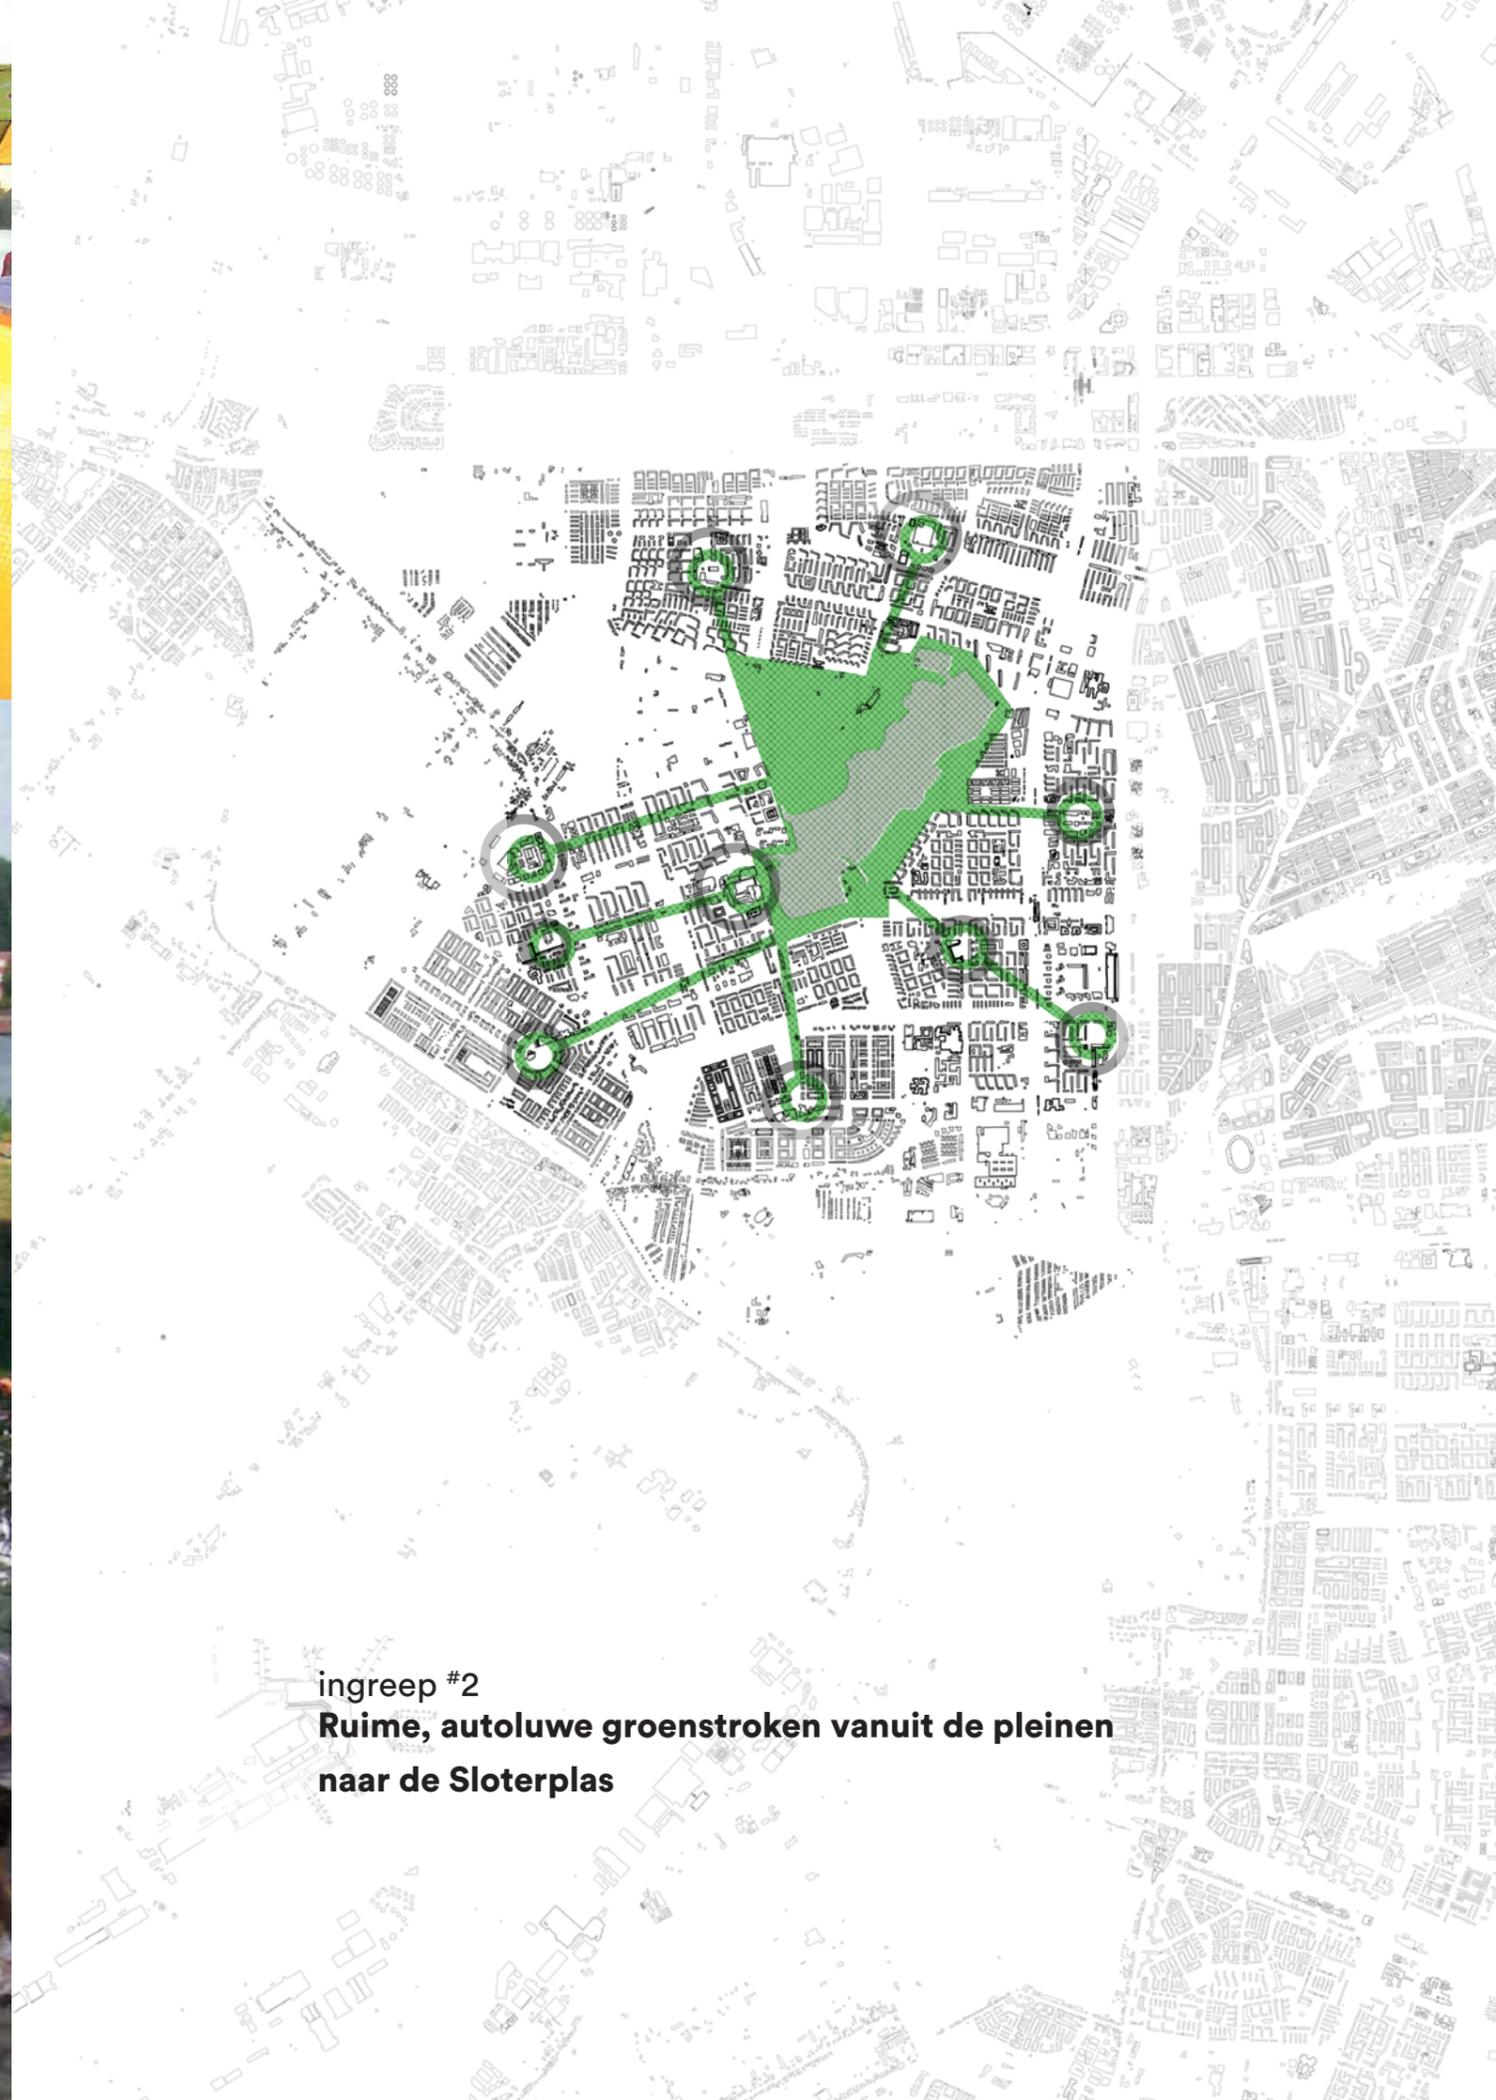 ingreep #2
Ruime, autoluwe groenstroken vanuit de pleinen
naar de Sloterplas